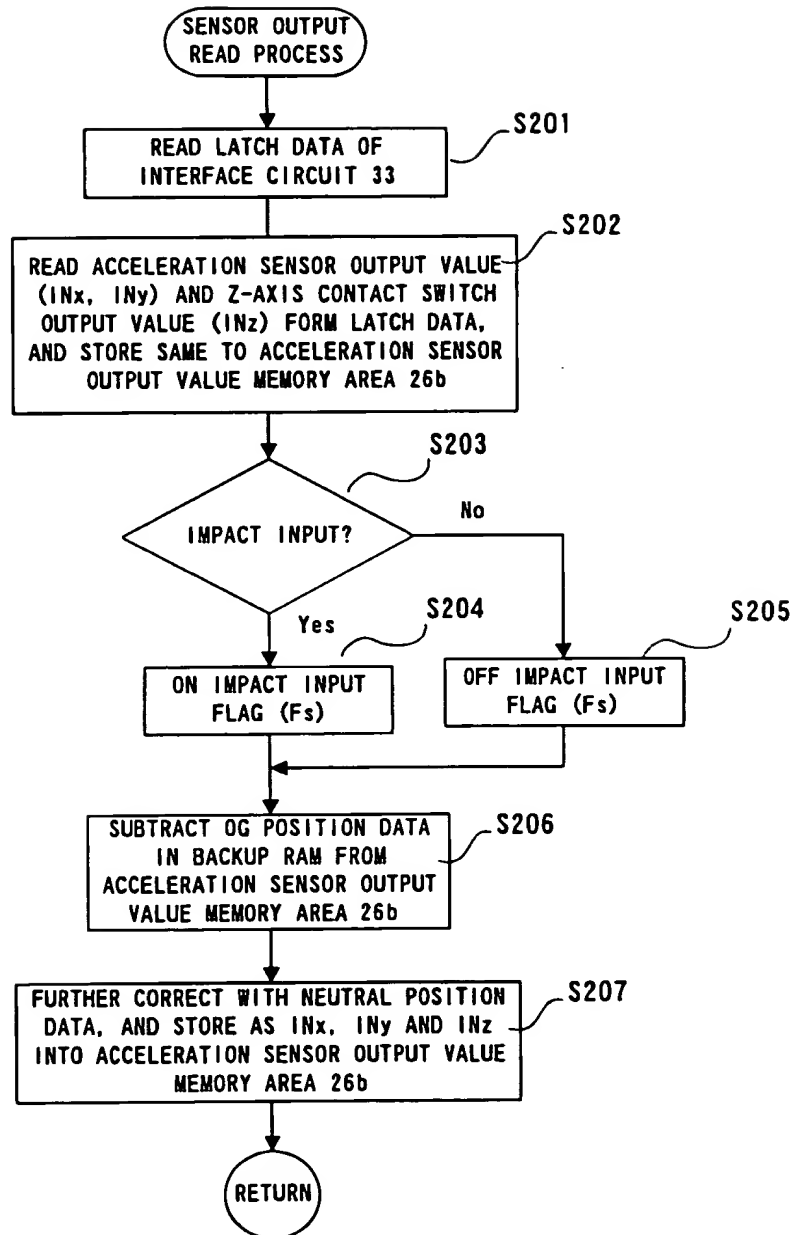 SENSOR OUTPUT
READ PROCESS
S201
READ LATCH DATA OF
INTERFACE CIRCUIT 33
S202
READ ACCELERATION SENSOR OUTPUT VALUE
(INx, INy) AND Z-AXIS CONTACT SWITCH
OUTPUT VALUE (INz) FORM LATCH DATA,
AND STORE SAME TO ACCELERATION SENSOR
OUTPUT VALUE MEMORY AREA 26b
S203
IMPACT INPUT?
No
Yes
S204
ON IMPACT INPUT
FLAG (Fs)
S205
OFF IMPACT INPUT
FLAG (Fs)
S206
SUBTRACT OG POSITION DATA
IN BACKUP RAM FROM
ACCELERATION SENSOR OUTPUT
VALUE MEMORY AREA 26b
S207
FURTHER CORRECT WITH NEUTRAL POSITION
DATA, AND STORE AS INx, INy AND INz
INTO ACCELERATION SENSOR OUTPUT VALUE
MEMORY AREA 26b
RETURN